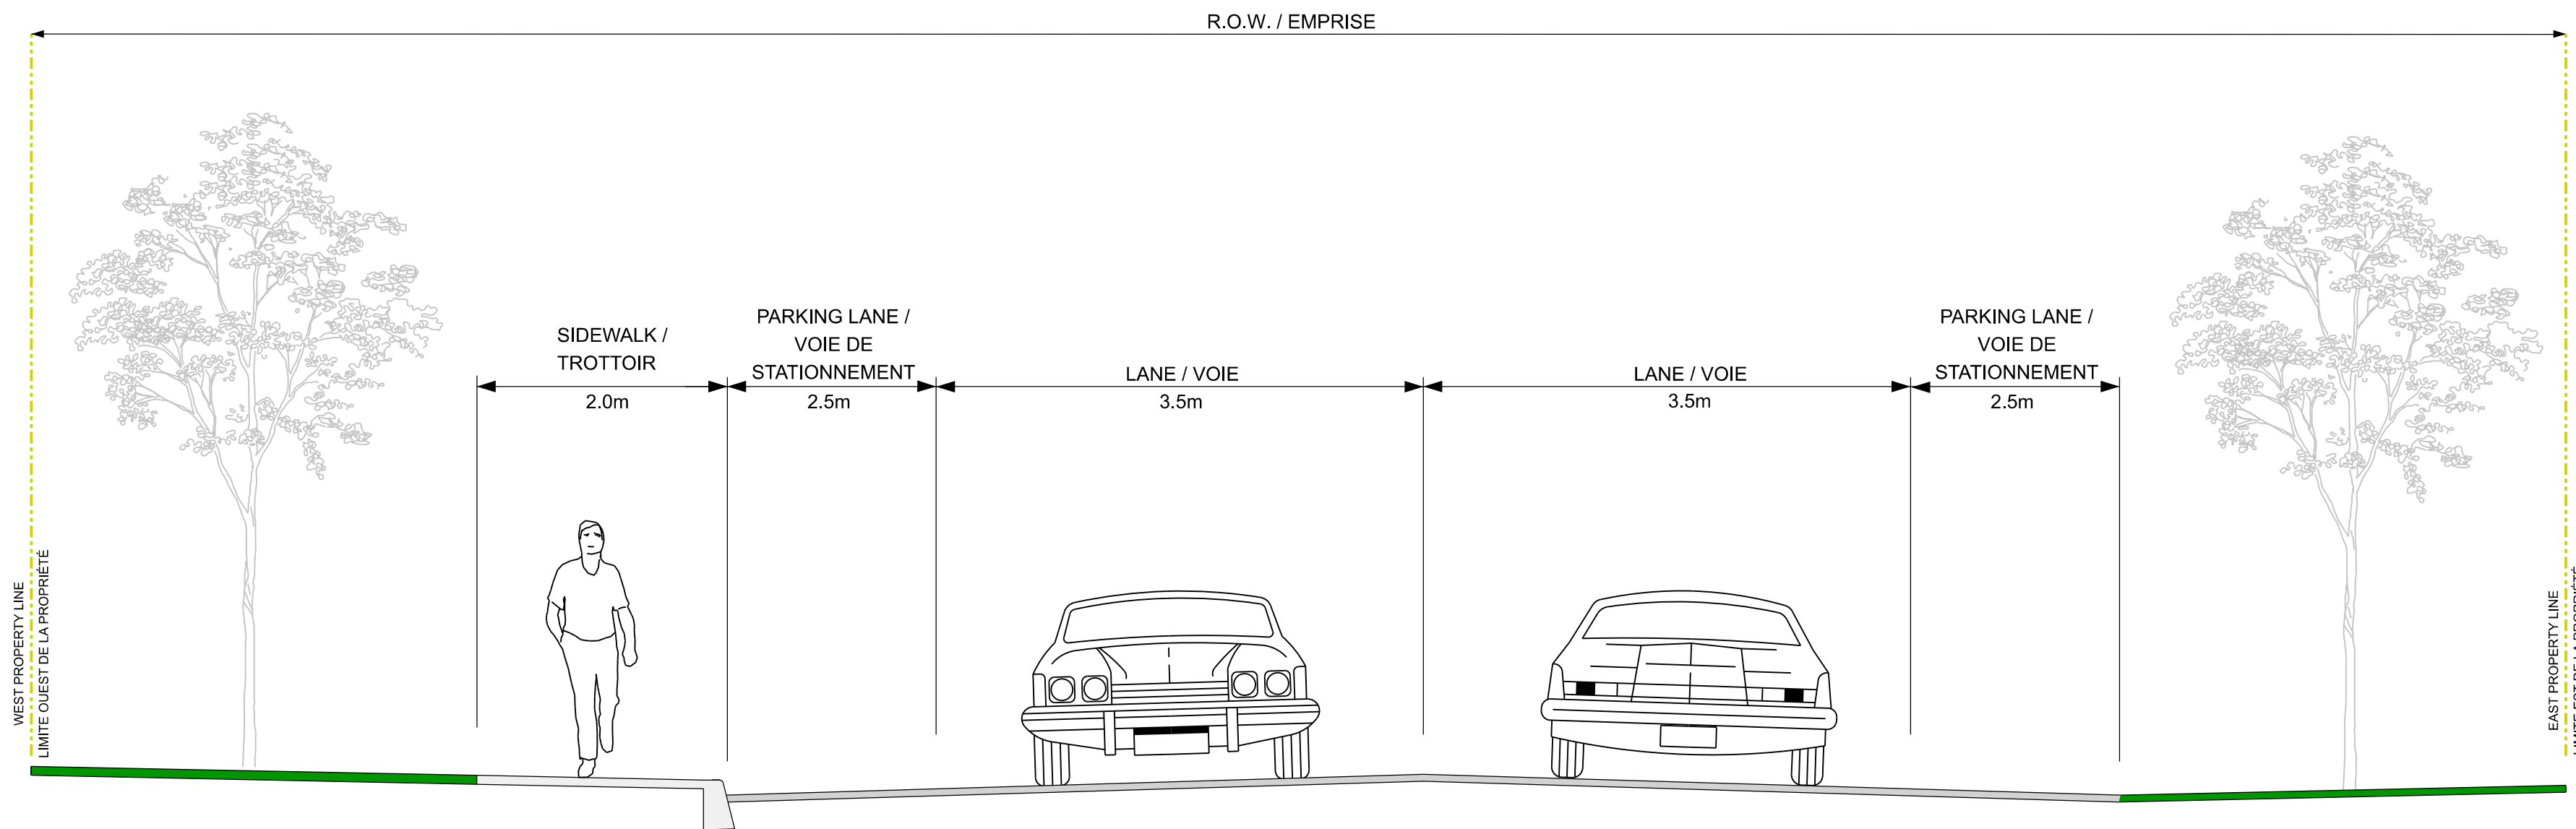 R.O.W. / EMPRISE
SIDEWALK /
TROTTOIR
2.0m
PARKING LANE /
VOIE DE
STATIONNEMENT
2.5m
LANE / VOIE
3.5m
LANE / VOIE
3.5m
PARKING LANE /
VOIE DE
STATIONNEMENT
2.5m
WEST PROPERTY LINE
LIMITE OUEST DE LA PROPRIÉTÉ
EAST PROPERTY LINE